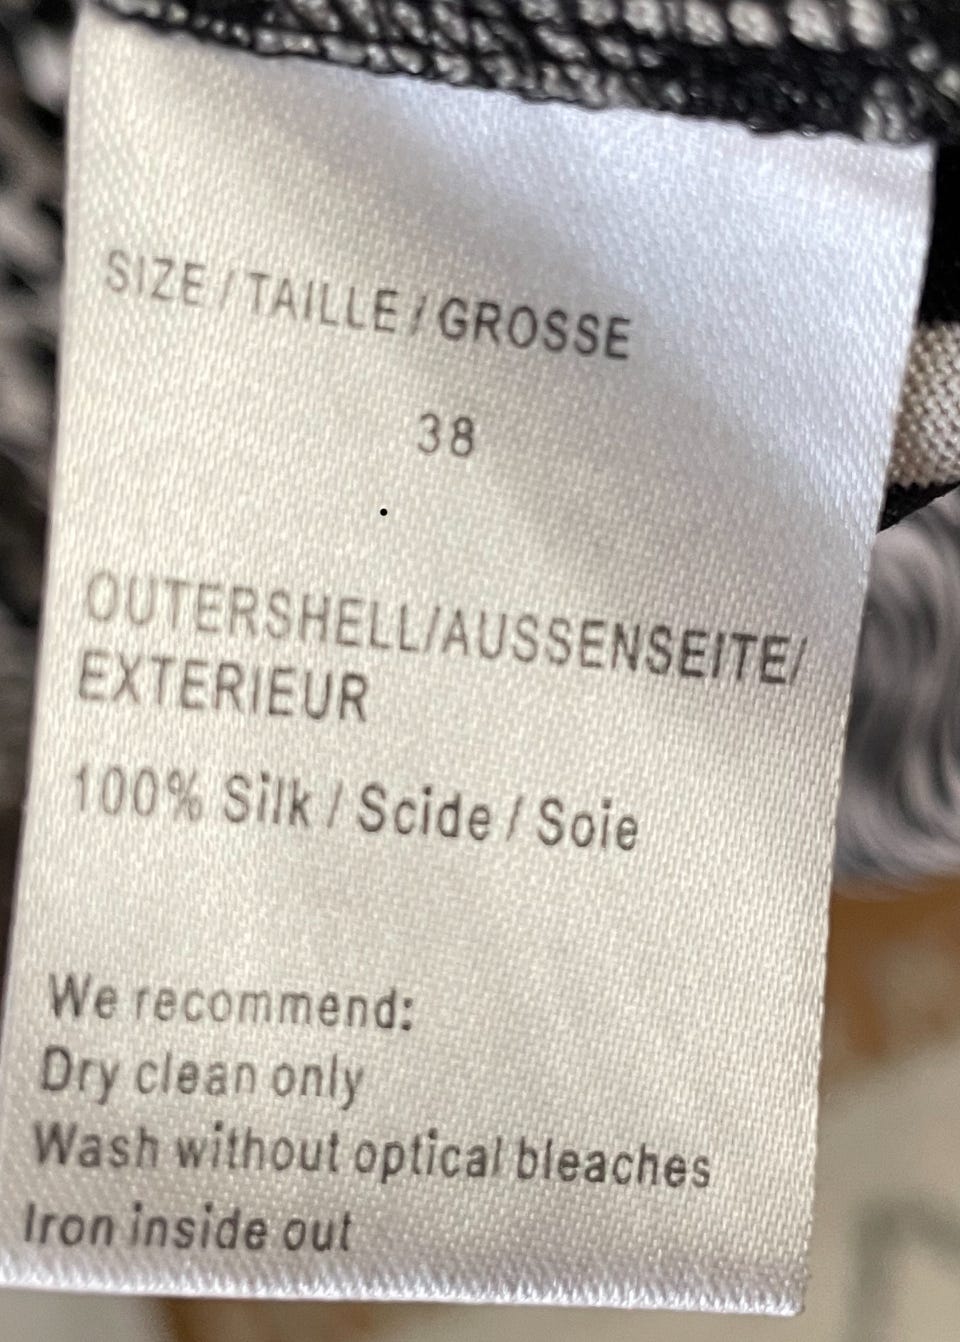 SIZE / TAILLE / GROSSE
38
OUTERSHELL/AUSSENSEITE/
EXTERIEUR
100% Silk / Scide / Soie
We recommend:
Dry clean only
Wash without optical bleaches
Iron inside out